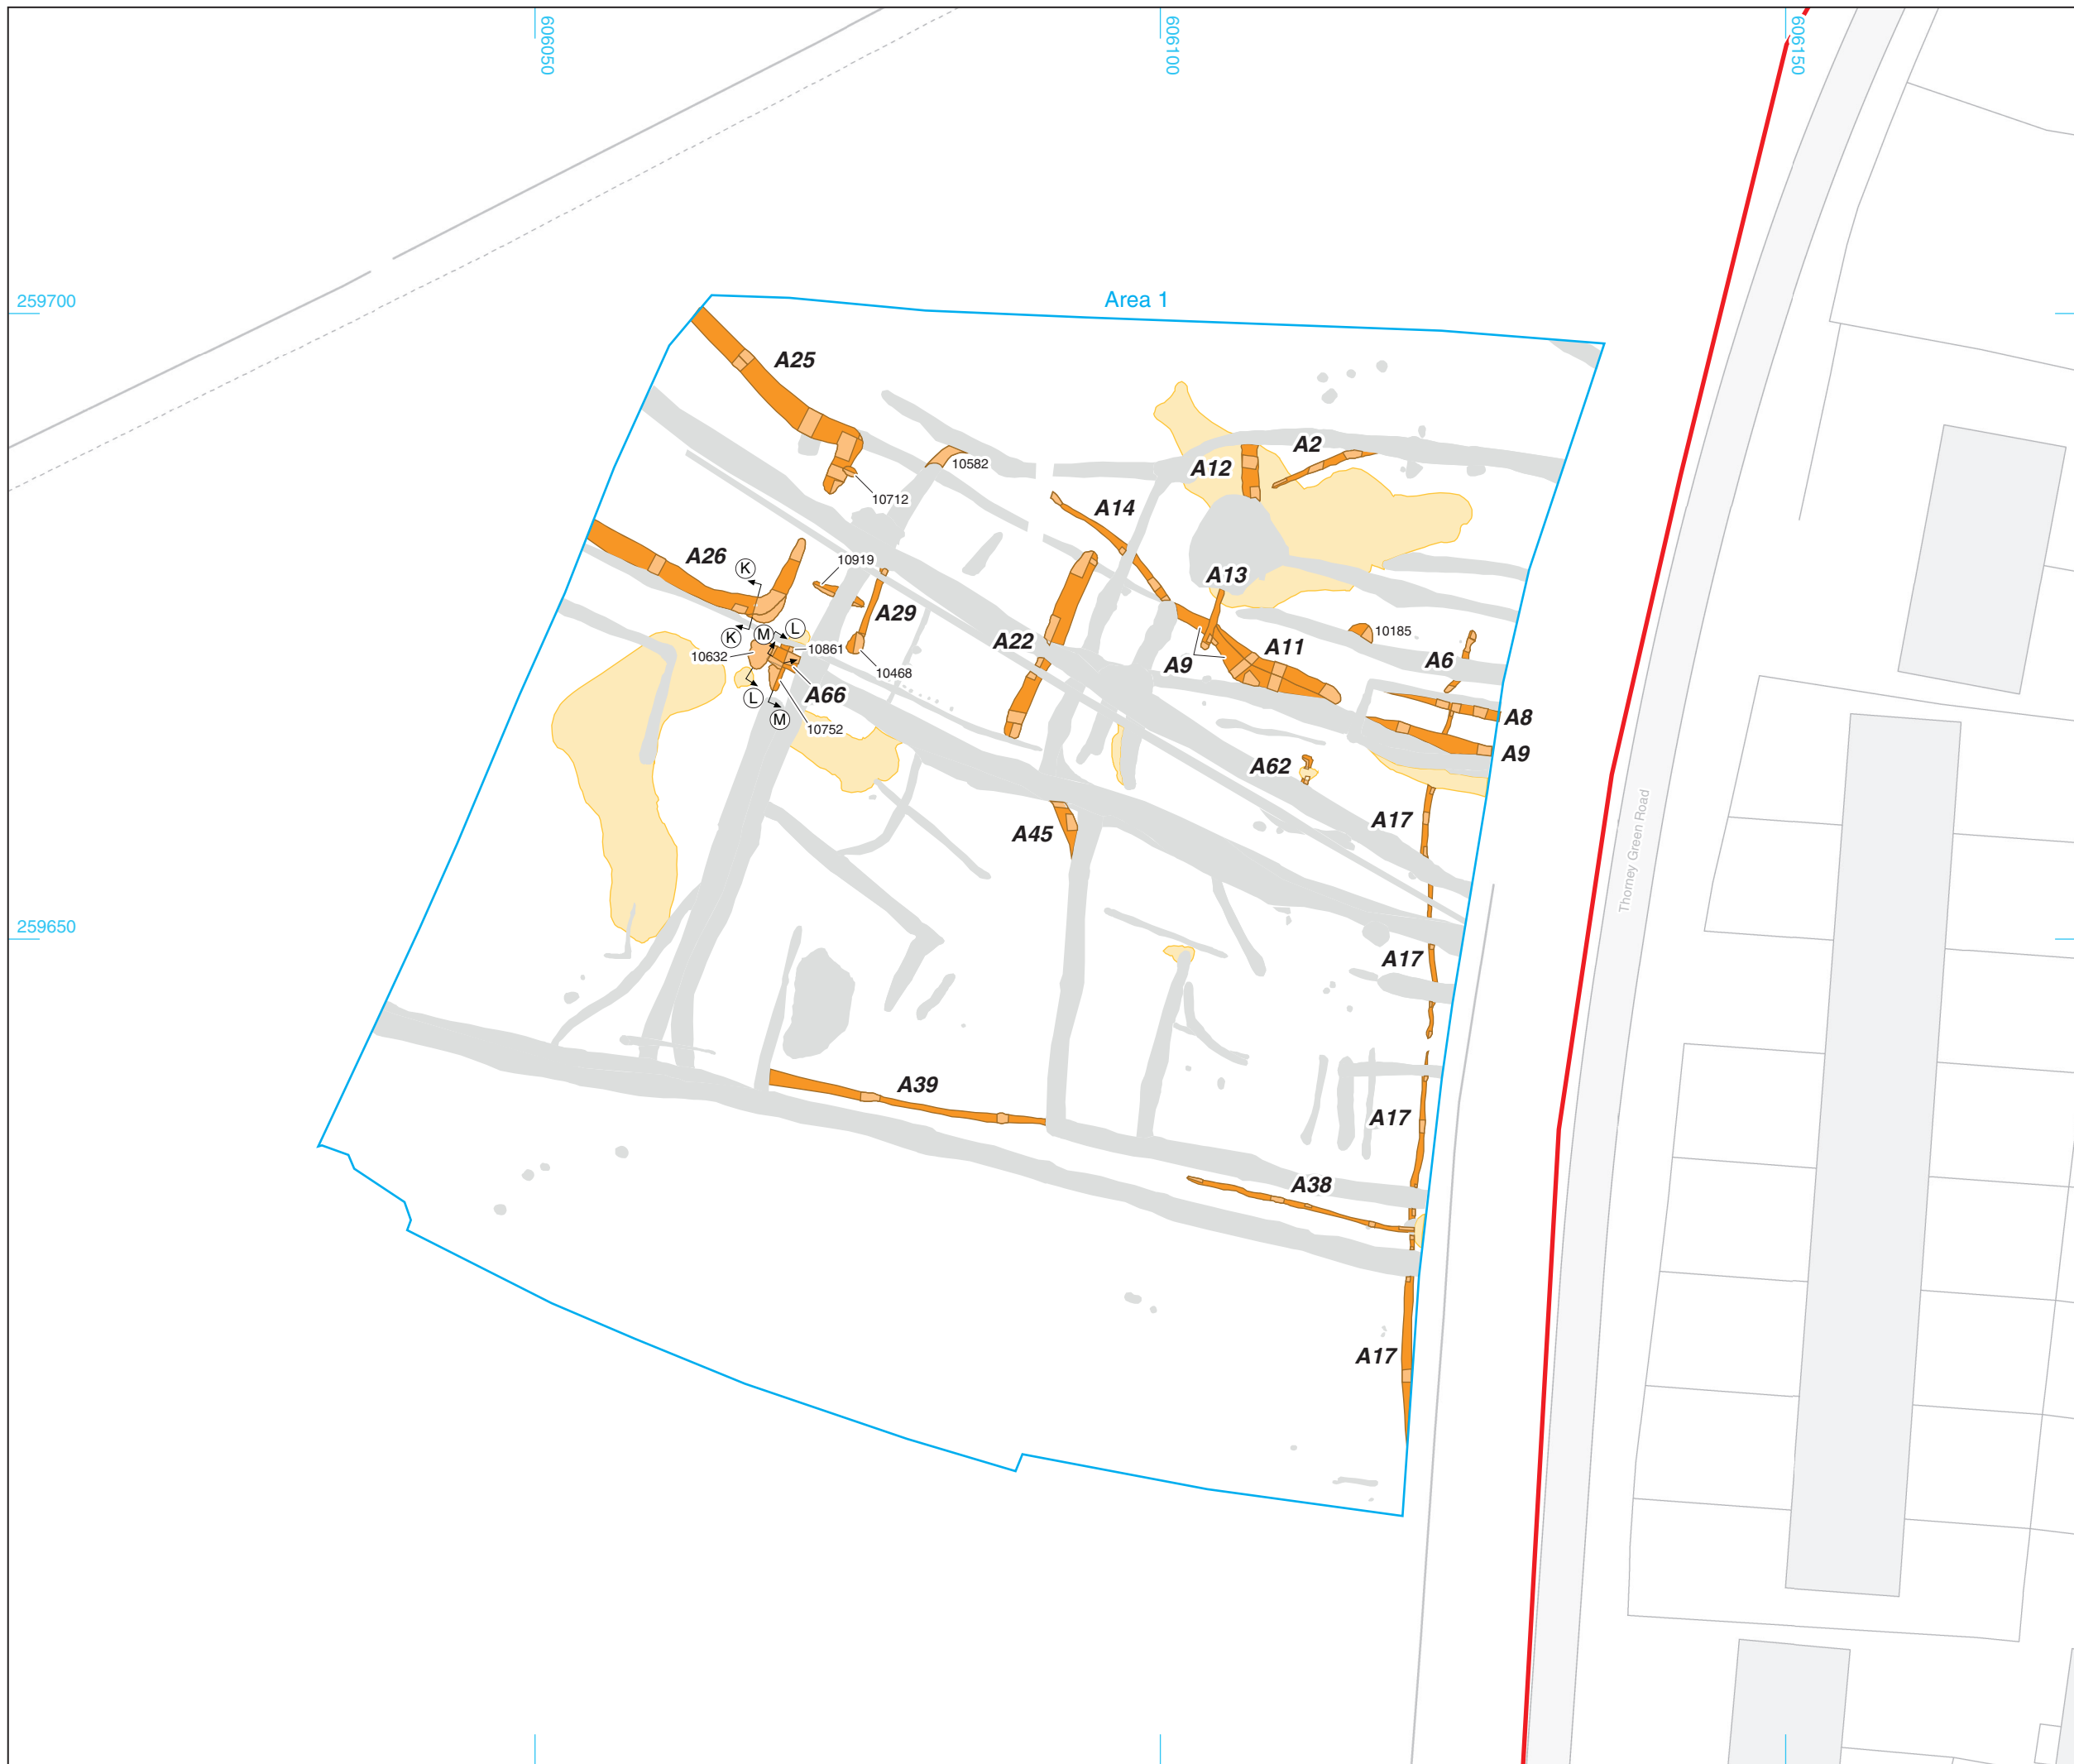 606050
606100
606150
259700
Area 1
A25
A2
A12
10582
10712
A14
A26
K
10919
A13
A29
10185
K
M
L
A22
A11
10861
10632
A6
A9
10468
L
A66
M
A8
10752
A9
A62
A17
A45
Thorney Green Road
259650
A17
A39
A17
A38
A17